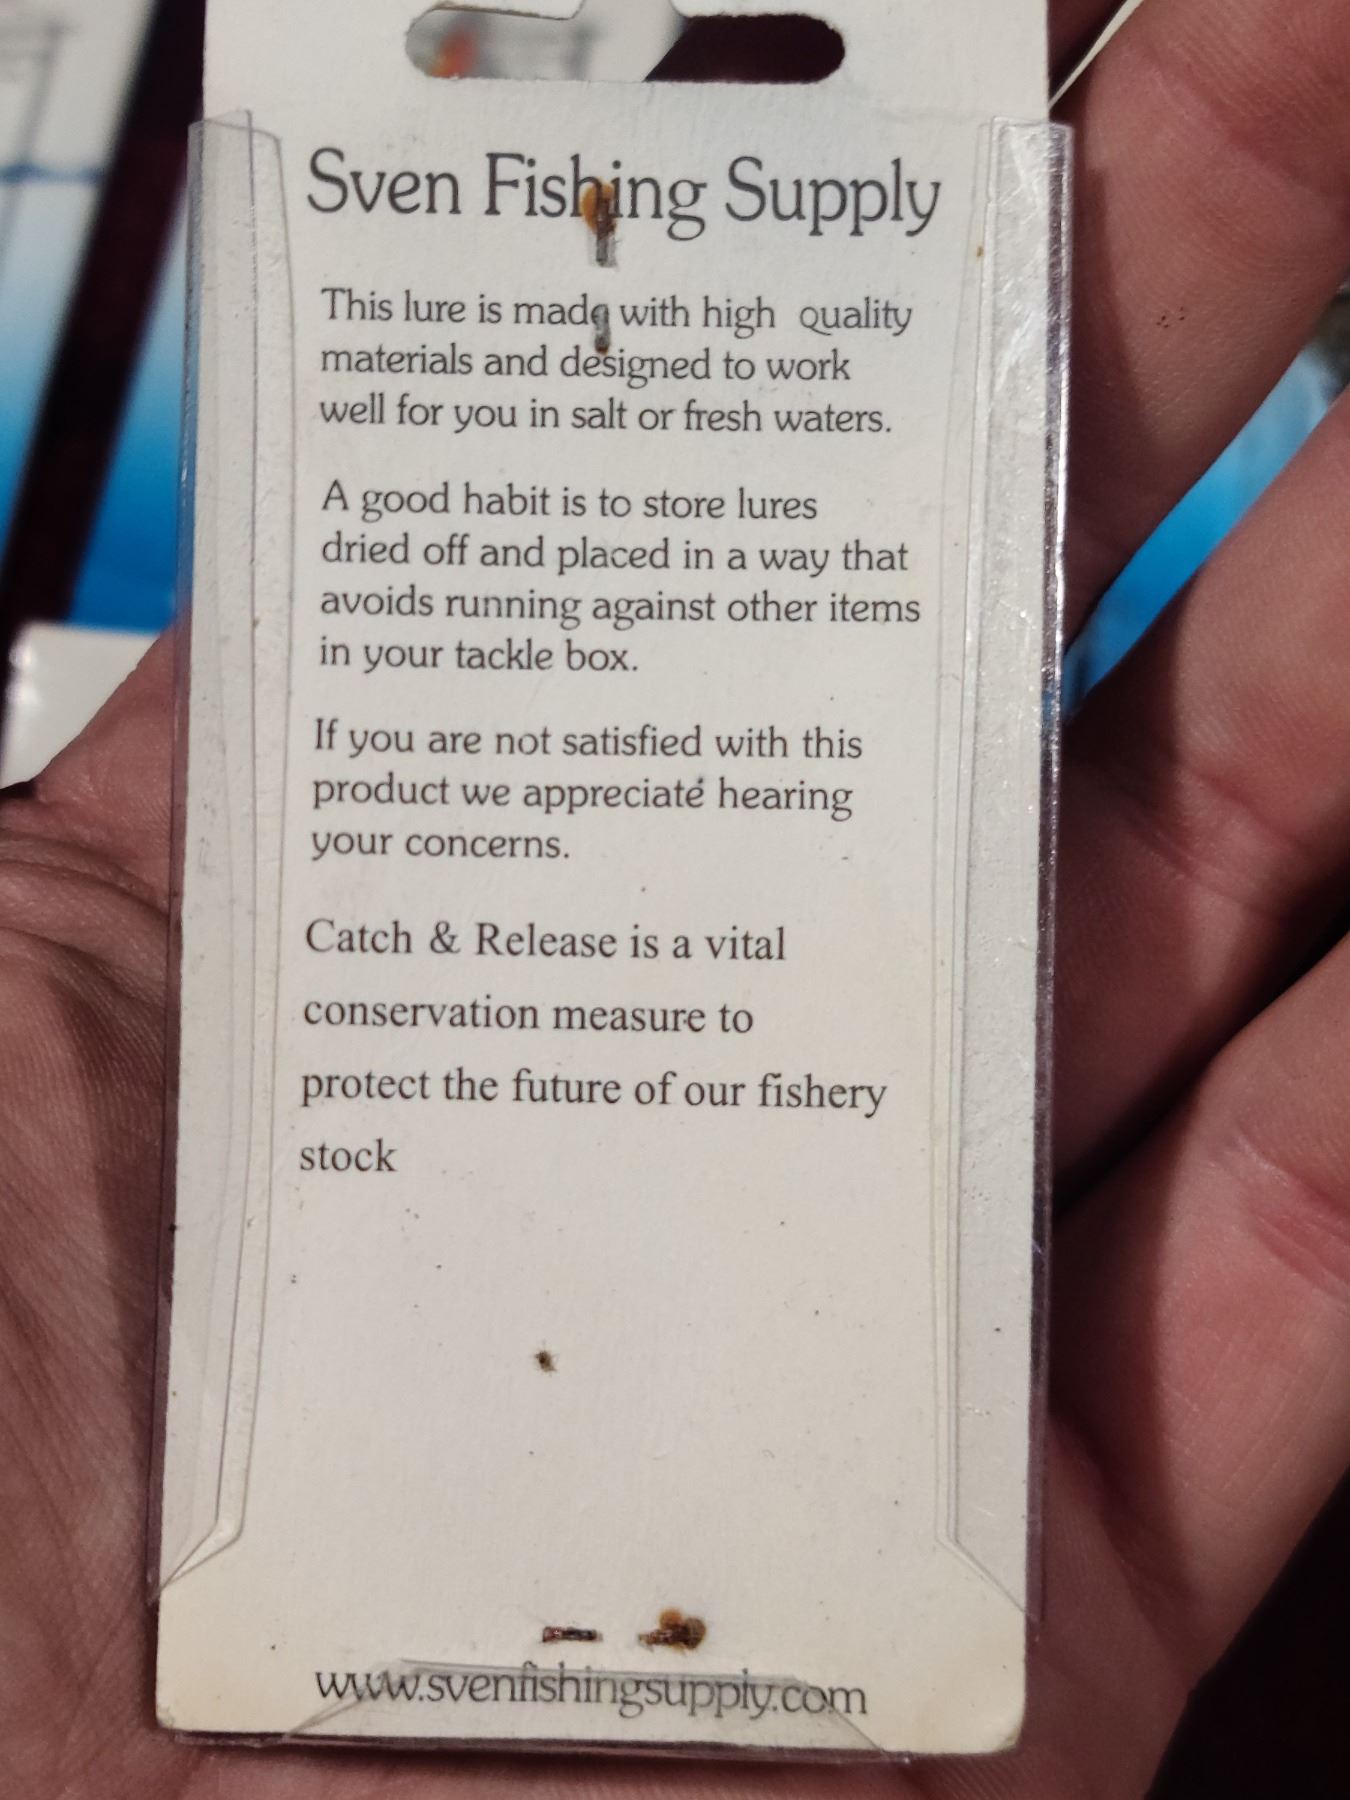 Sven Fishing Supply
This lure is made with high quality
materials and designed to work
well for you in salt or fresh waters.
A good habit is to store lures
dried off and placed in a way that
avoids running against other items
in your tackle box.
If you are not satisfied with this
product we appreciate hearing
your concerns.
Catch & Release is a vital
conservation measure to
protect the future of our fishery
stock
www.svenfishingsupply.com